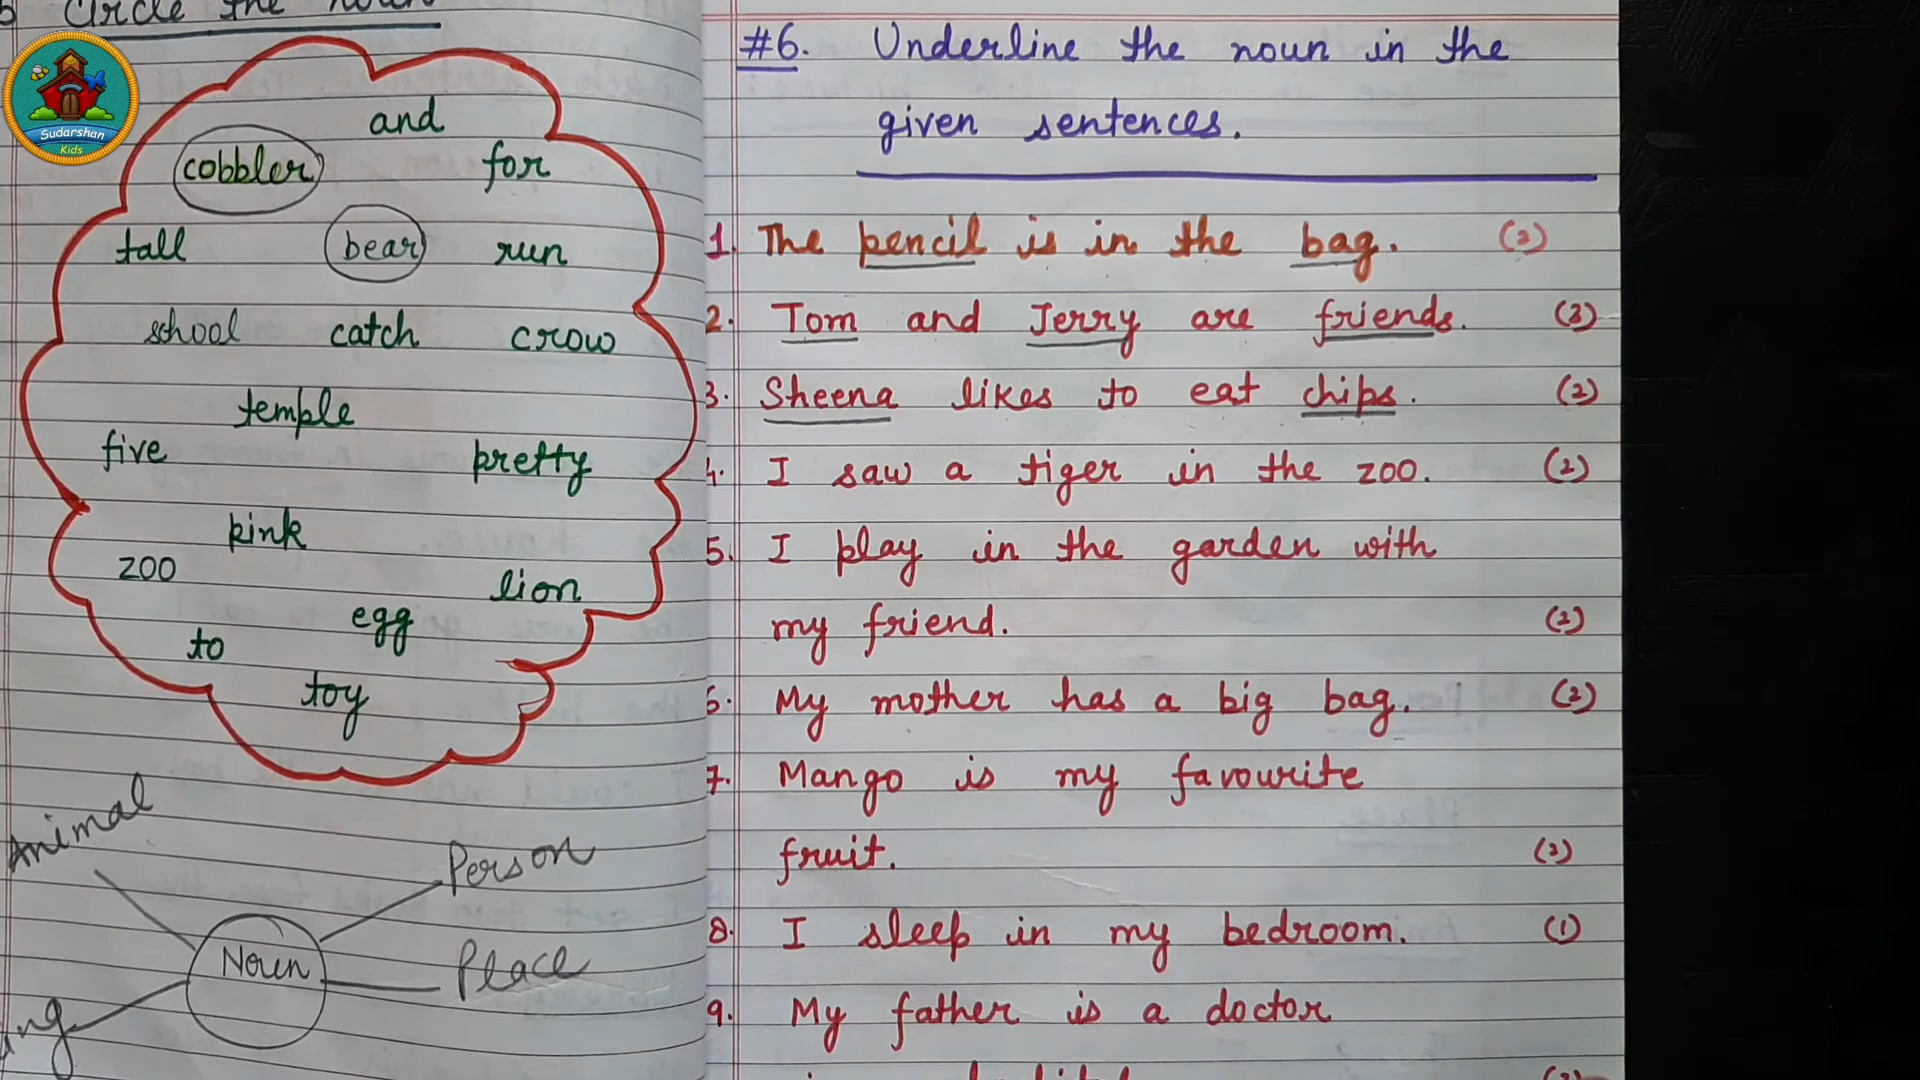 Circle the noun
Sudarshan
Kids
and
cobbler
for
tall
bear
run
school
catch
crow
temple
five
pretty
pink
zoo
lion
egg
to
toy
Animal
Person
Noun
Place
#6. Underline the noun in the
given sentences.
1. The pencil is in the bag. (2)
2. Tom and Jerry are friends. (3)
3. Sheena likes to eat chips. (2)
4. I saw a tiger in the zoo. (2)
5. I play in the garden with
my friend. (2)
6. My mother has a big bag. (2)
7. Mango is my favourite
fruit. (2)
8. I sleep in my bedroom. (1)
9. My father is a doctor